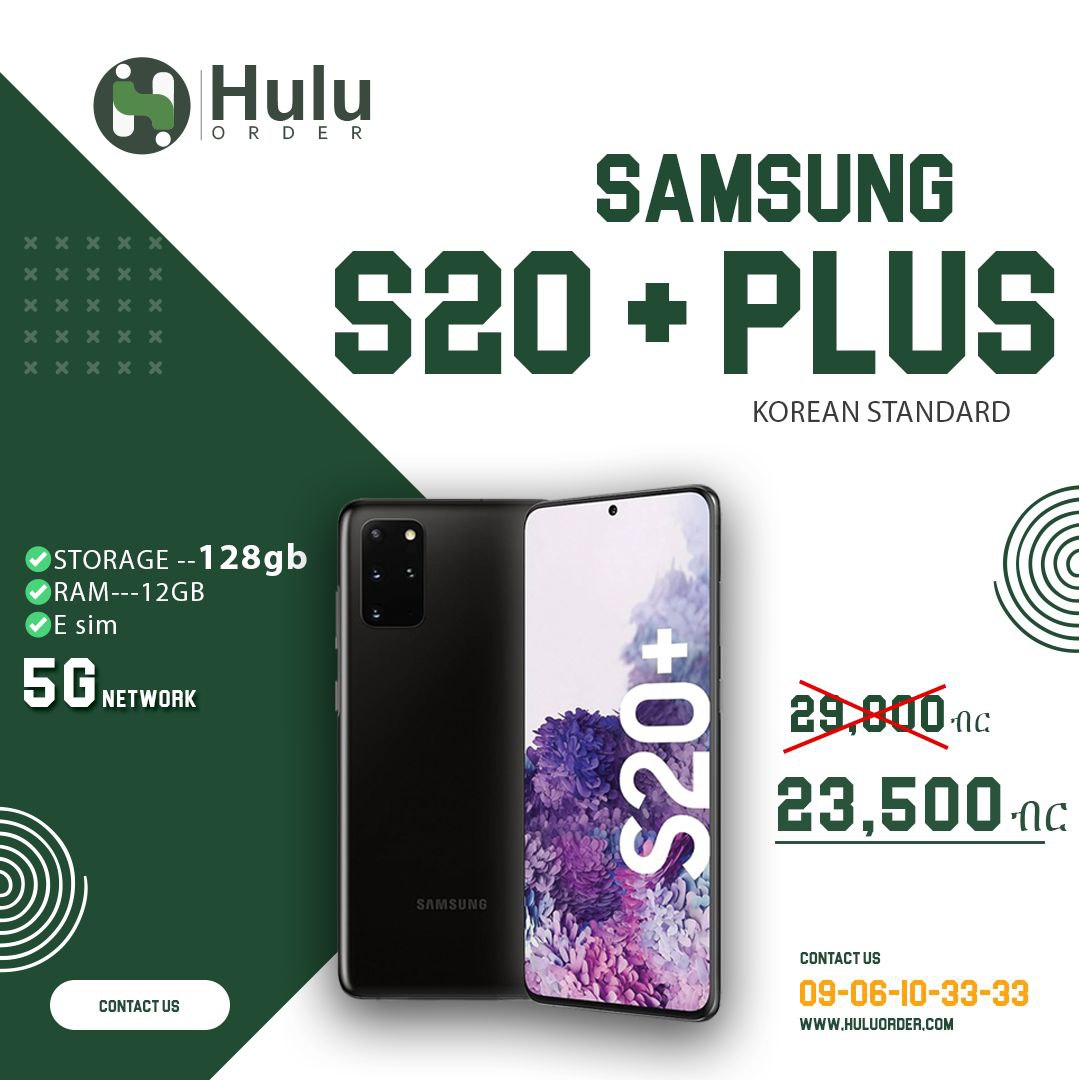 Hulu
ORDER
SAMSUNG
S20 + PLUS
KOREAN STANDARD
STORAGE --128gb
RAM---12GB
E sim
5G NETWORK
SAMSUNG
S20+
29,800 ብር
23,500 ብር
CONTACT US
CONTACT US
09-06-10-33-33
WWW.HULUORDER.COM